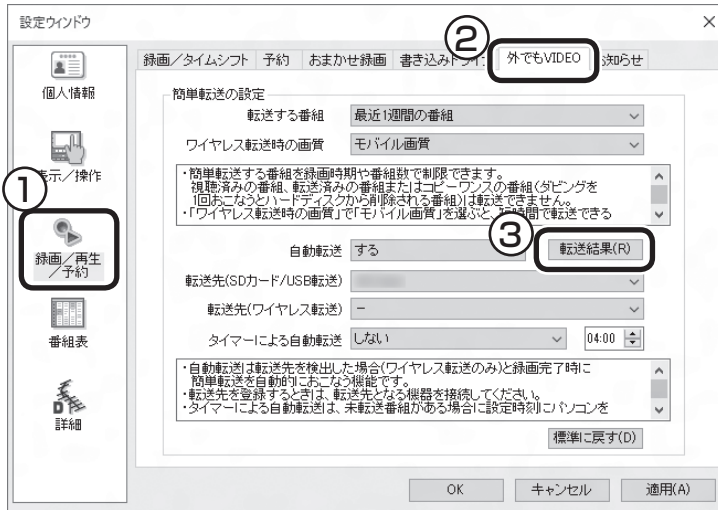 設定ウィンドウ
×
個人情報
表示／操作
①
録画／再生
／予約
番組表
詳細
②
録画／タイムシフト
予約
おまかせ録画
書き込みドライブ
外でもVIDEO
お知らせ
簡単転送の設定
転送する番組
最近1週間の番組
ワイヤレス転送時の画質
モバイル画質
・簡単転送する番組を録画時期や番組数で制限できます。
視聴済みの番組、転送済みの番組またはコピーワンスの番組(ダビングを
1回おこなうとハードディスクから削除される番組)は転送できません。
・「ワイヤレス転送時の画質」で「モバイル画質」を選ぶと、短時間で転送できる
③
自動転送
する
転送結果(R)
転送先(SDカード/USB転送)
転送先(ワイヤレス転送)
－
タイマーによる自動転送
しない
04:00
・自動転送は転送先を検出した場合(ワイヤレス転送のみ)と録画完了時に
簡単転送を自動的におこなう機能です。
・転送先を登録するときは、転送先となる機器を接続してください。
・タイマーによる自動転送は、未転送番組がある場合に設定時刻にパソコンを
標準に戻す(D)
OK
キャンセル
適用(A)